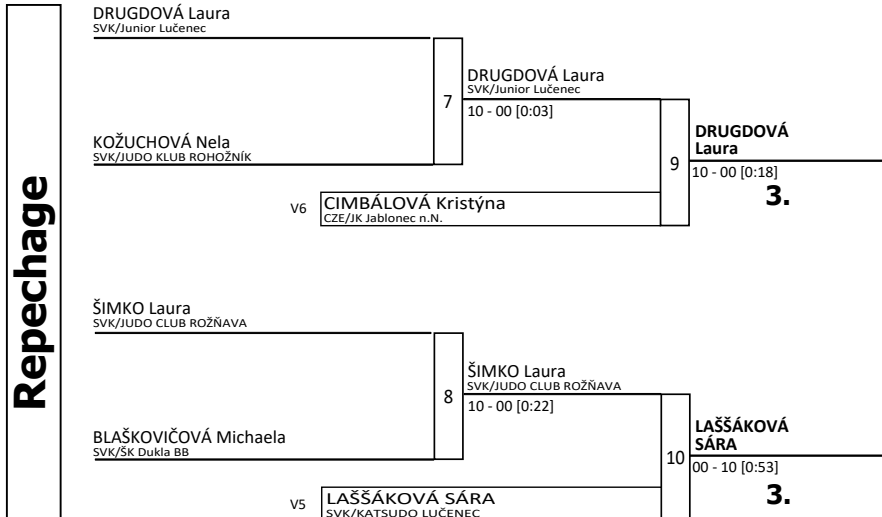 Repechage
DRUGDOVÁ Laura
SVK/Junior Lučenec
7
DRUGDOVÁ Laura
SVK/Junior Lučenec
10 - 00 [0:03]
KOŽUCHOVÁ Nela
SVK/JUDO KLUB ROHOŽNÍK
9
DRUGDOVÁ
Laura
10 - 00 [0:18]
3.
V6
CIMBÁLOVÁ Kristýna
CZE/JK Jablonec n.N.
ŠIMKO Laura
SVK/JUDO CLUB ROŽŇAVA
8
ŠIMKO Laura
SVK/JUDO CLUB ROŽŇAVA
10 - 00 [0:22]
BLAŠKOVIČOVÁ Michaela
SVK/ŠK Dukla BB
10
LAŠŠÁKOVÁ
SÁRA
00 - 10 [0:53]
3.
V5
LAŠŠÁKOVÁ SÁRA
SVK/KATSUDO LUČENEC